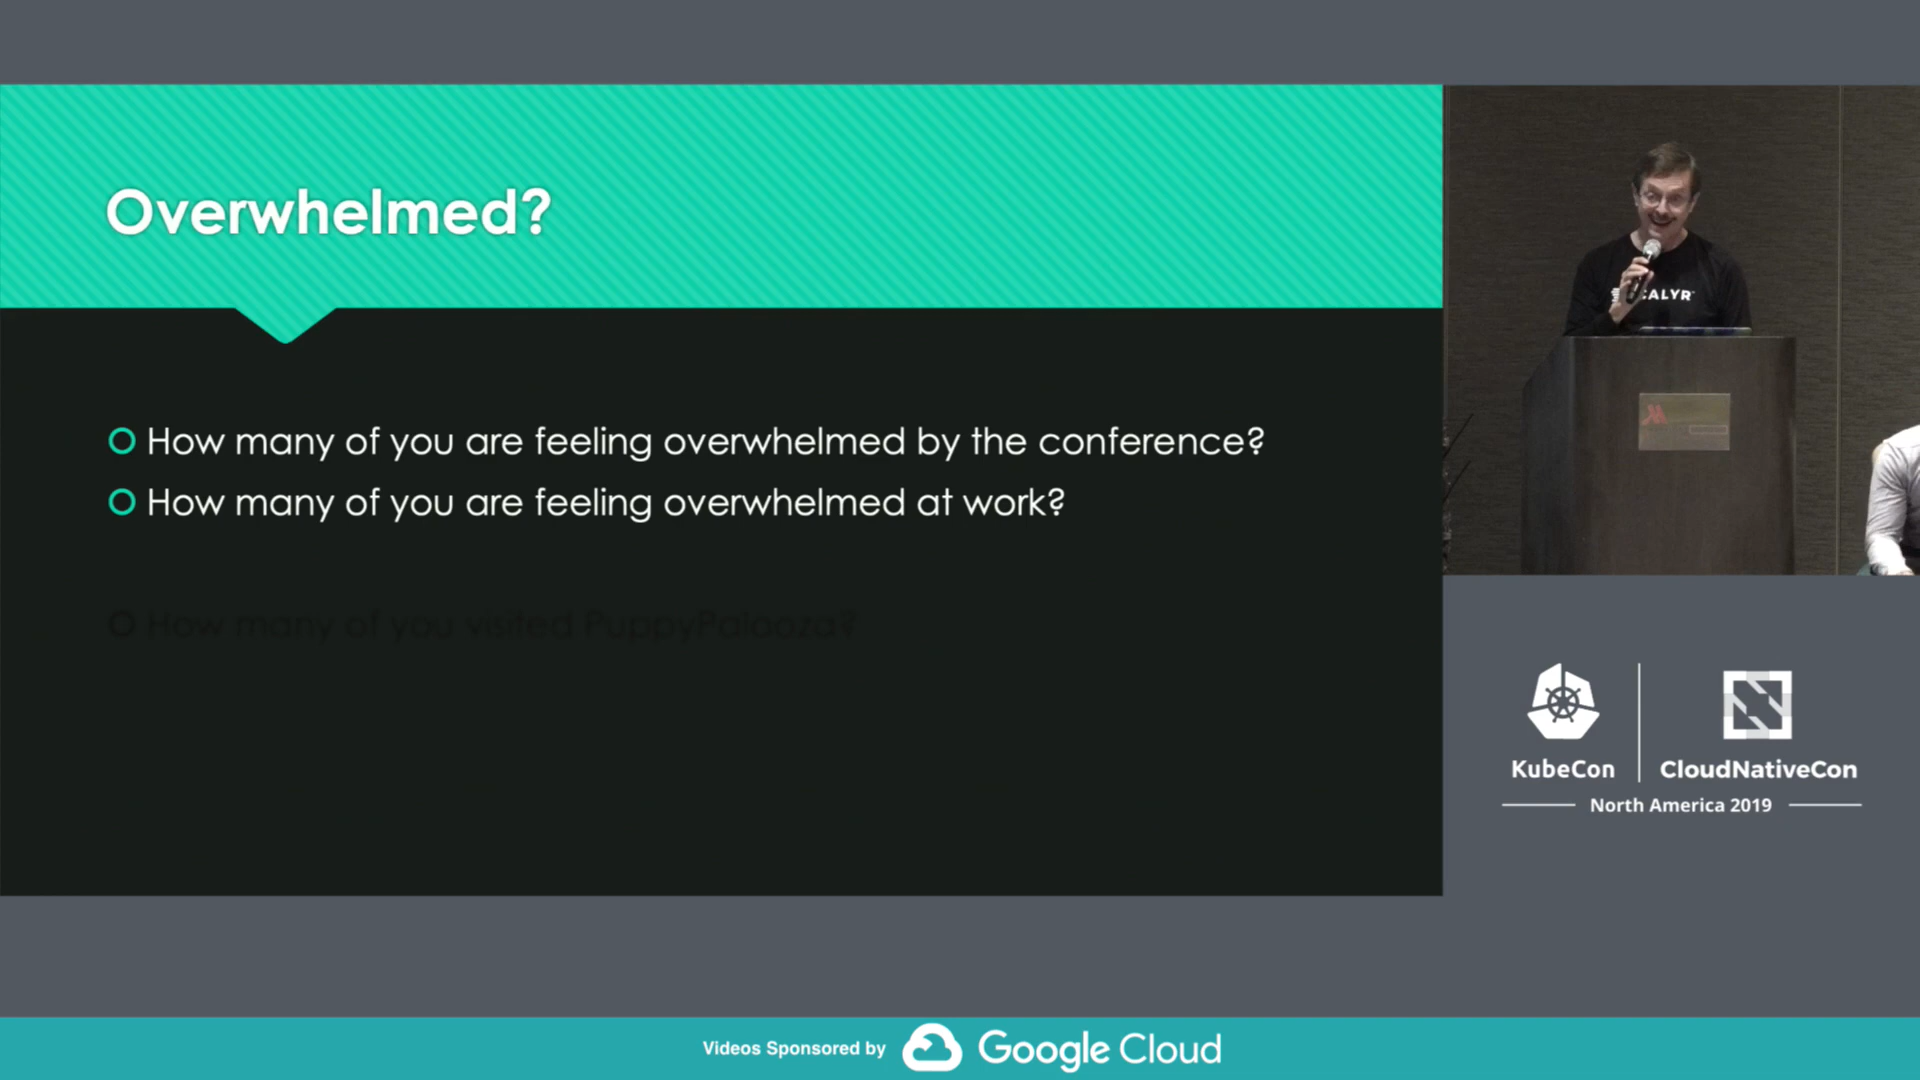 Overwhelmed?
How many of you are feeling overwhelmed by the conference?
How many of you are feeling overwhelmed at work?
How many of you visited PuppyPalooza?
CALYR
KubeCon
CloudNativeCon
North America 2019
Videos Sponsored by
Google Cloud